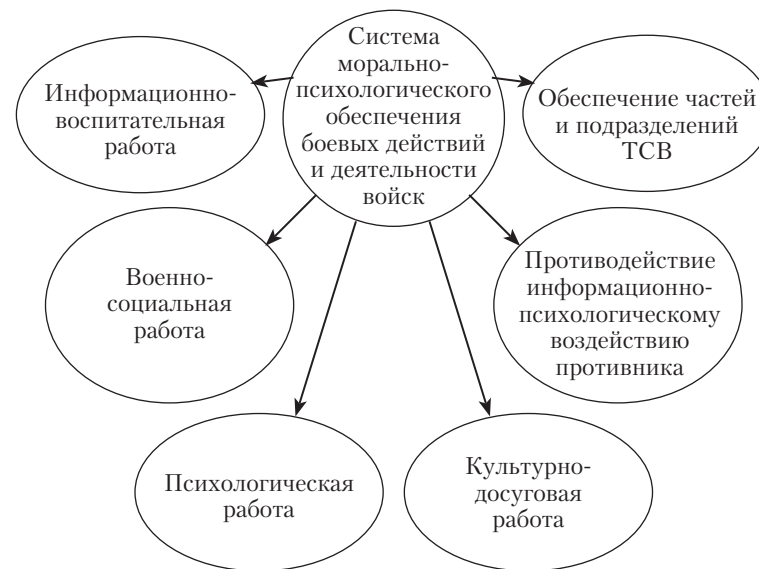 Система
морально-
психологического
обеспечения
боевых действий
и деятельности
войск
Информационно-
воспитательная
работа
Обеспечение частей
и подразделений
ТСВ
Военно-
социальная
работа
Противодействие
информационно-
психологическому
воздействию
противника
Психологическая
работа
Культурно-
досуговая
работа